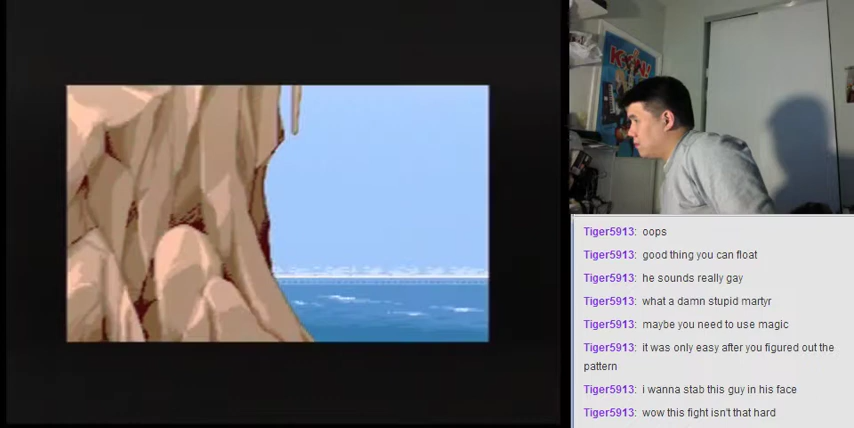 Tiger5913: oops
Tiger5913: good thing you can float
Tiger5913: he sounds really gay
Tiger5913: what a damn stupid martyr
Tiger5913: maybe you need to use magic
Tiger5913: it was only easy after you figured out the
pattern
Tiger5913: i wanna stab this guy in his face
Tiger5913: wow this fight isn't that hard